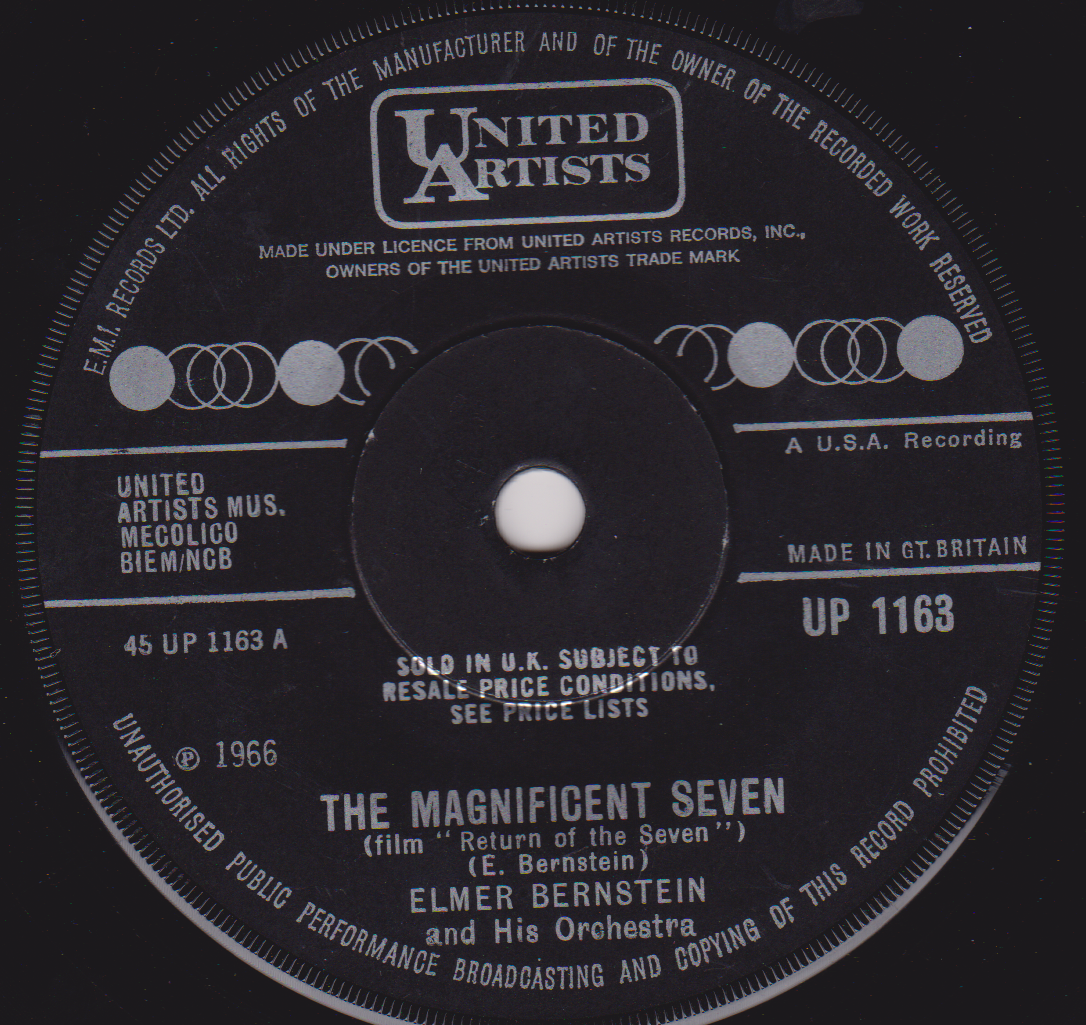 E.M.I. RECORDS LTD. ALL RIGHTS OF THE MANUFACTURER AND OF THE OWNER OF THE RECORDED WORK RESERVED
UNITED
ARTISTS
MADE UNDER LICENCE FROM UNITED ARTISTS RECORDS, INC.,
OWNERS OF THE UNITED ARTISTS TRADE MARK
A U.S.A. Recording
UNITED
ARTISTS MUS.
MECOLICO
BIEM/NCB
MADE IN GT. BRITAIN
UP 1163
45 UP 1163 A
SOLD IN U.K. SUBJECT TO
RESALE PRICE CONDITIONS.
SEE PRICE LISTS
℗ 1966
THE MAGNIFICENT SEVEN
(film “Return of the Seven”)
(E. Bernstein)
ELMER BERNSTEIN
and His Orchestra
UNAUTHORISED PUBLIC PERFORMANCE BROADCASTING AND COPYING OF THIS RECORD PROHIBITED